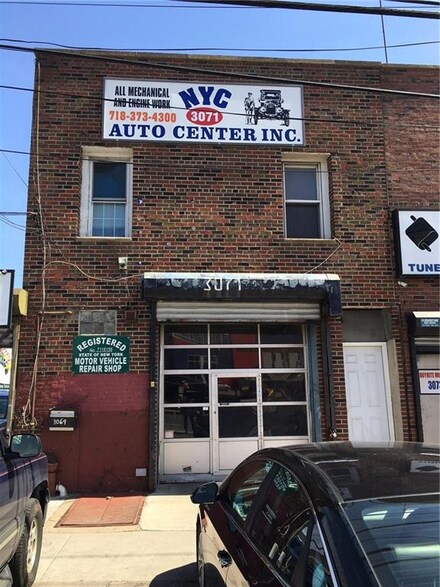 ALL MECHANICAL
AND ENGINE WORK
718-373-4300
NYC
3071
AUTO CENTER INC.
3071
TUNE
REGISTERED
STATE OF NEW YORK
MOTOR VEHICLE
REPAIR SHOP
3069
307